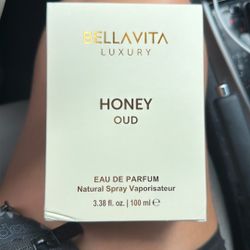 BELLAVITA
LUXURY
HONEY
OUD
EAU DE PARFUM
Natural Spray Vaporisateur
3.38 fl. oz. | 100 ml ℮